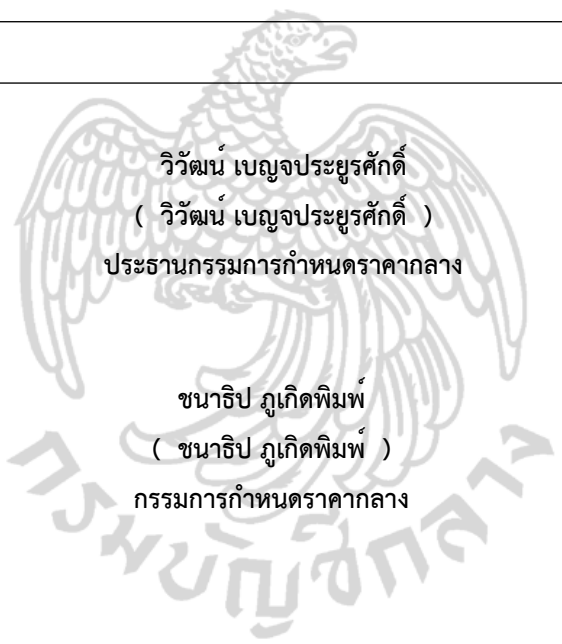 วิวัฒน์ เบญจประยูรศักดิ์
( วิวัฒน์ เบญจประยูรศักดิ์ )
ประธานกรรมการกำหนดราคากลาง
ชนาธิป ภูเกิดพิมพ์
( ชนาธิป ภูเกิดพิมพ์ )
กรรมการกำหนดราคากลาง
กรมบัญชีกลาง